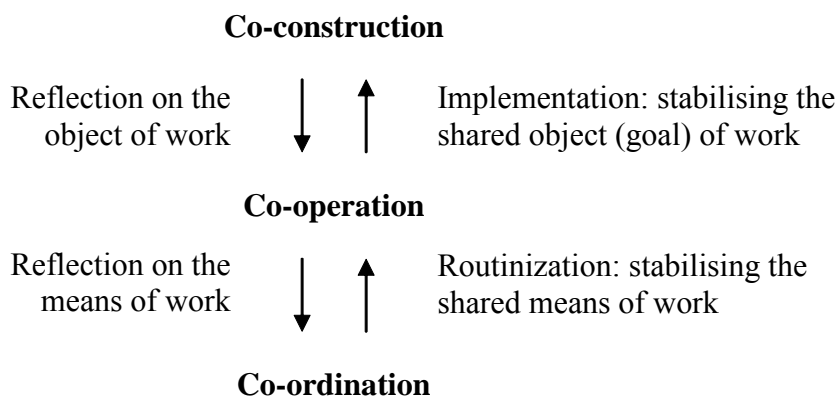 Co-construction
Reflection on the
object of work
Implementation: stabilising the
shared object (goal) of work
Co-operation
Reflection on the
means of work
Routinization: stabilising the
shared means of work
Co-ordination